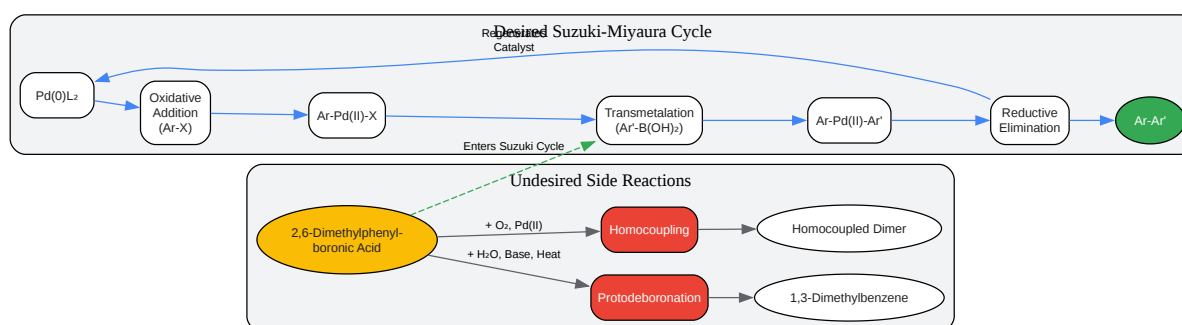 Desired Suzuki-Miyaura Cycle
Regenerates
Catalyst
Pd(0)L₂
Oxidative
Addition
(Ar-X)
Ar-Pd(II)-X
Transmetalation
(Ar'-B(OH)₂)
Ar-Pd(II)-Ar'
Reductive
Elimination
Ar-Ar'
Enters Suzuki Cycle
Undesired Side Reactions
2,6-Dimethylphenyl-
boronic Acid
+ O₂, Pd(II)
Homocoupling
Homocoupled Dimer
+ H₂O, Base, Heat
Protodeboronation
1,3-Dimethylbenzene